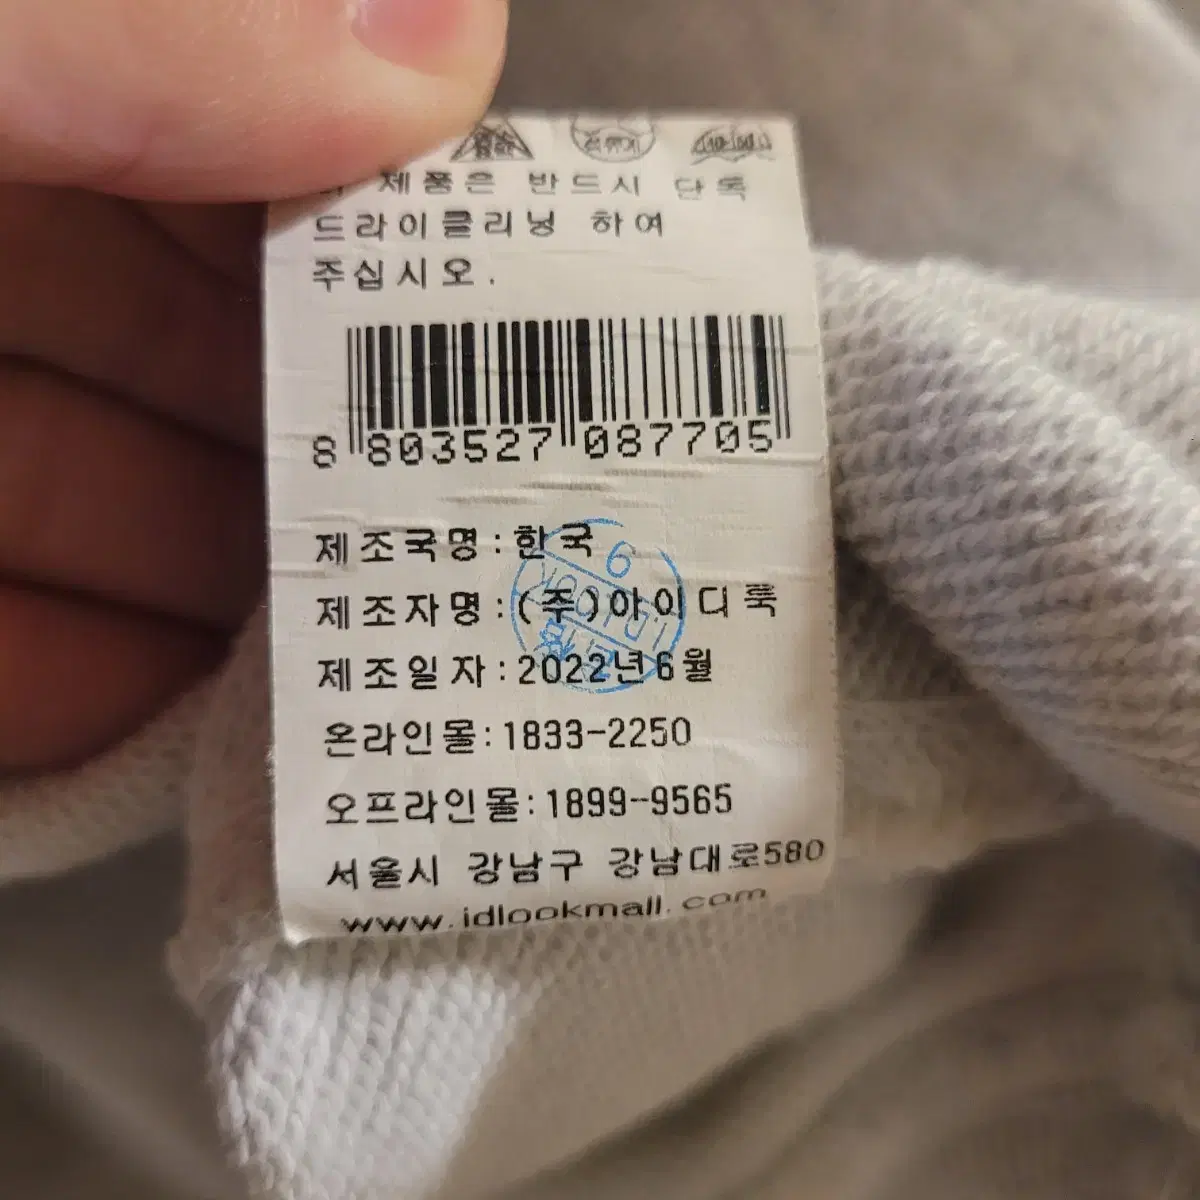 제품은 반드시 단독
드라이클리닝 하여
주십시오.
8 803527 087705
제조국명:한국
제조자명:(주)아이디룩
제조일자:2022년6월
온라인몰:1833-2250
오프라인몰:1899-9565
서울시 강남구 강남대로580
www.idlookmall.com